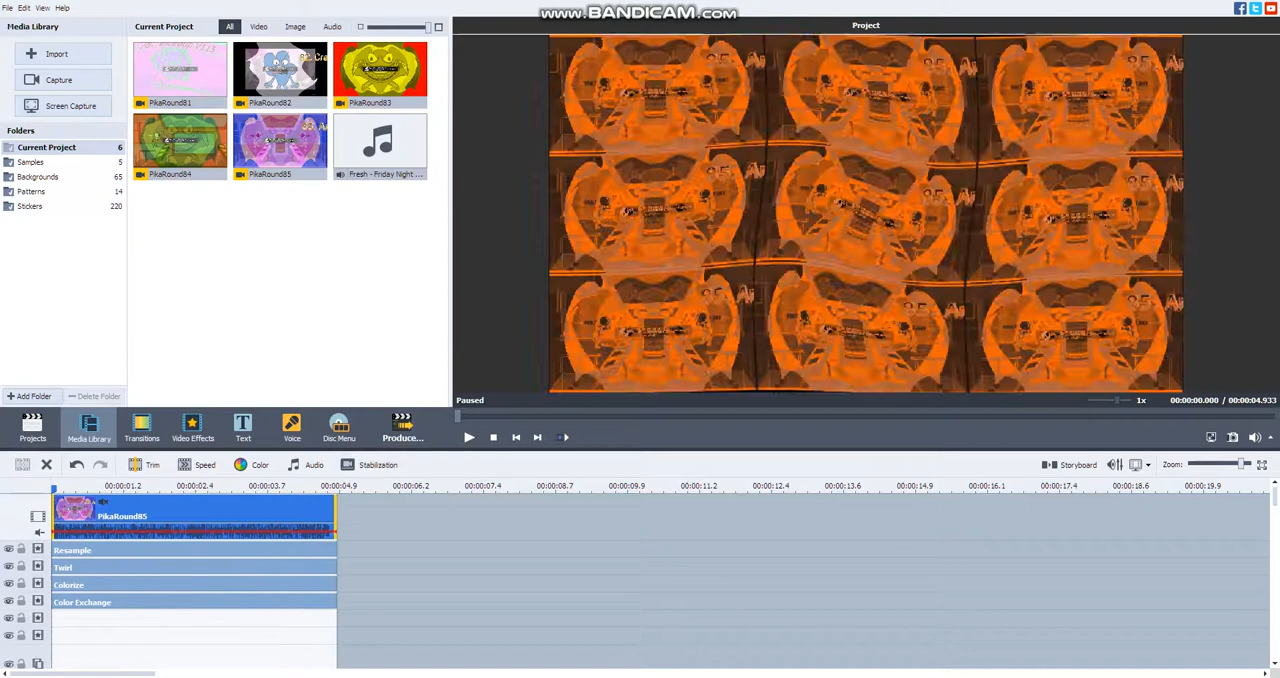 File Edit View Help
www.BANDICAM.com
Media Library
Current Project
All
Video
Image
Audio
Project
Import
Capture
Screen Capture
Folders
Current Project 6
Samples 5
Backgrounds 65
Patterns 14
Stickers 220
PikaRound81
PikaRound82
PikaRound83
PikaRound84
PikaRound85
Fresh - Friday Night ...
Add Folder
Delete Folder
Paused
1x
00:00:00.000 / 00:00:04.933
Projects
Media Library
Transitions
Video Effects
Text
Voice
Disc Menu
Produce...
Trim
Speed
Color
Audio
Stabilization
Storyboard
Zoom:
00:00:01.2 00:00:02.4 00:00:03.7 00:00:04.9 00:00:06.2 00:00:07.4 00:00:08.7 00:00:09.9 00:00:11.2 00:00:12.4 00:00:13.6 00:00:14.9 00:00:16.1 00:00:17.4 00:00:18.6 00:00:19.9
PikaRound85
Resample
Twirl
Colorize
Color Exchange